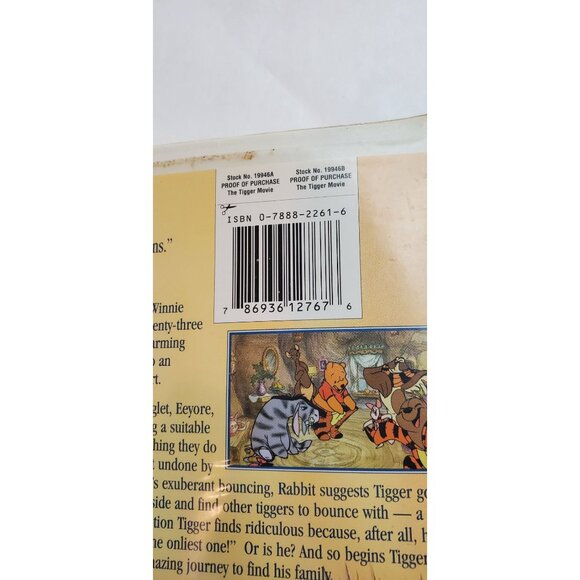 Stock No. 19946A
PROOF OF PURCHASE
The Tigger Movie
Stock No. 19946B
PROOF OF PURCHASE
The Tigger Movie
ISBN 0-7888-2261-6
7 86936 12767 6
ns."
Winnie
enty-three
arming
o an
rt.
glet, Eeyore,
g a suitable
thing they do
t undone by
's exuberant bouncing, Rabbit suggests Tigger go
side and find other tiggers to bounce with — a
tion Tigger finds ridiculous because, after all, h
he onliest one!" Or is he? And so begins Tigger
mazing journey to find his family.